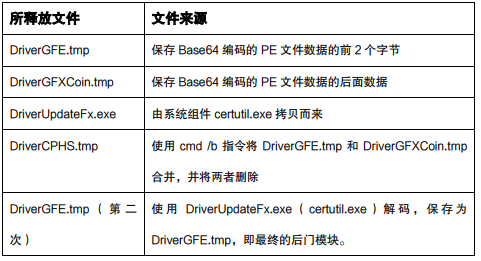 所释放文件 文件来源
DriverGFE.tmp 保存 Base64 编码的 PE 文件数据的前 2 个字节
DriverGFXCoin.tmp 保存 Base64 编码的 PE 文件数据的后面数据
DriverUpdateFx.exe 由系统组件 certutil.exe 拷贝而来
DriverCPHS.tmp 使用 cmd /b 指令将 DriverGFE.tmp 和 DriverGFXCoin.tmp
合并，并将两者删除
DriverGFE.tmp（第二 使用 DriverUpdateFx.exe（certutil.exe）解码，保存为
次） DriverGFE.tmp，即最终的后门模块。